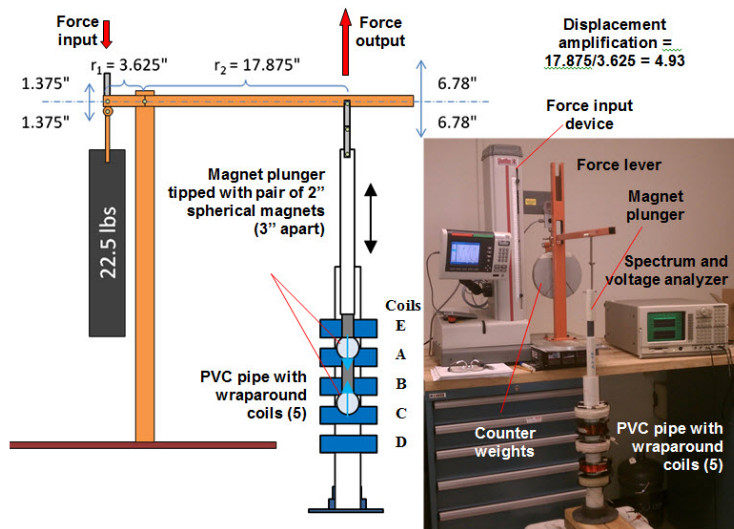 Force
input
Force
output
Displacement
amplification =
17.875/3.625 = 4.93
r1 = 3.625"
r2 = 17.875"
1.375"
1.375"
6.78"
6.78"
Force input
device
Force lever
Magnet
plunger
Spectrum and
voltage analyzer
Magnet plunger
tipped with pair of 2”
spherical magnets
(3” apart)
22.5 lbs
Coils
E
A
B
C
D
PVC pipe with
wraparound
coils (5)
Counter
weights
PVC pipe with
wraparound
coils (5)